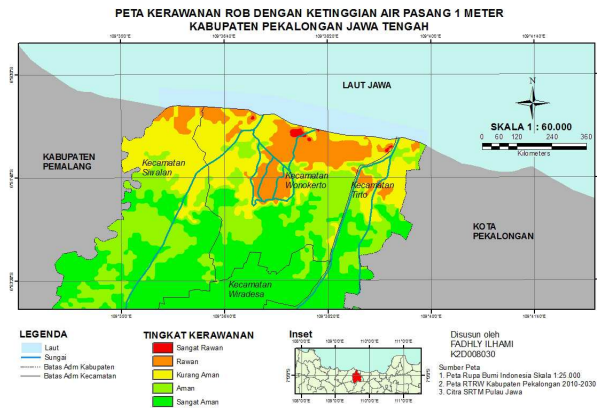 PETA KERAWANAN ROB DENGAN KETINGGIAN AIR PASANG 1 METER
KABUPATEN PEKALONGAN JAWA TENGAH
LAUT JAWA
N
SKALA 1 : 60.000
0 60 120 240 360
Kilometers
KABUPATEN
PEMALANG
Kecamatan
Siwalan
Kecamatan
Wonokerto
Kecamatan
Tirto
KOTA
PEKALONGAN
Kecamatan
Wiradesa
LEGENDA
Laut
Sungai
Batas Adm Kabupaten
Batas Adm Kecamatan
TINGKAT KERAWANAN
Sangat Rawan
Rawan
Kurang Aman
Aman
Sangat Aman
Inset
Disusun oleh
FADHLY ILHAMI
K2D008030
Sumber Peta
1. Peta Rupa Bumi Indonesia Skala 1:25.000
2. Peta RTRW Kabupaten Pekalongan 2010-2030
3. Citra SRTM Pulau Jawa